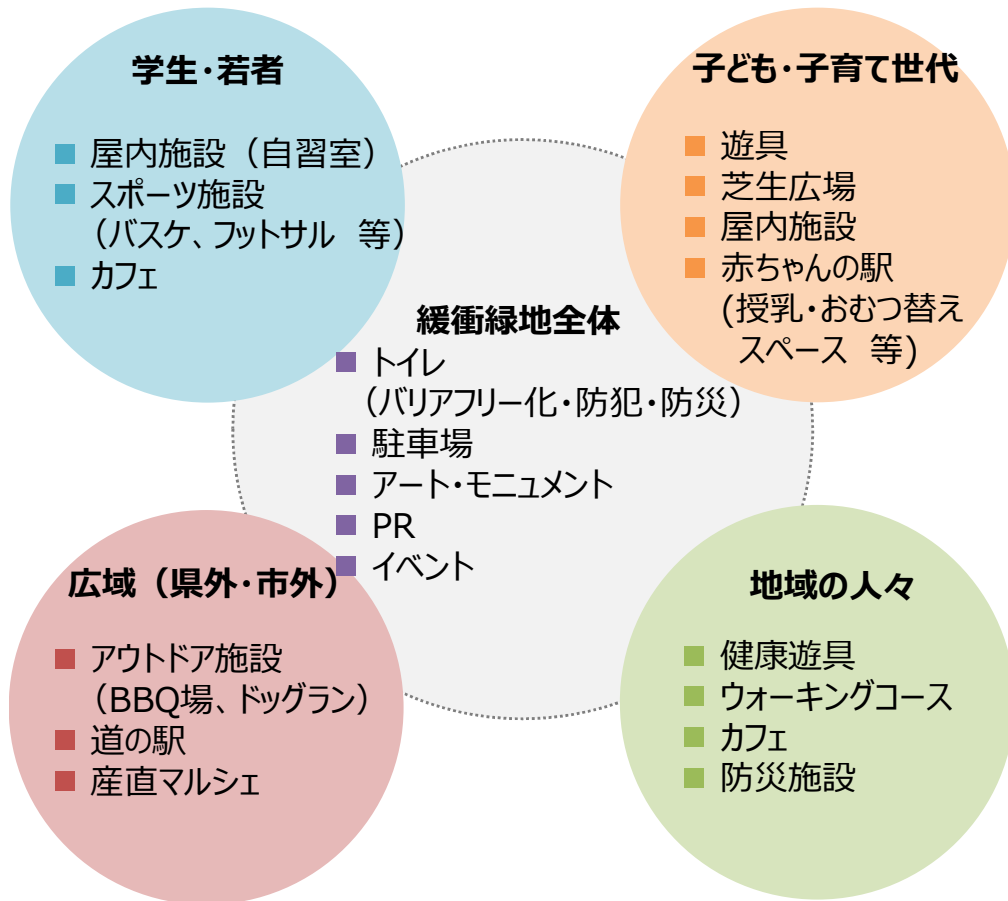 学生・若者
屋内施設（自習室）
スポーツ施設
（バスケ、フットサル 等）
カフェ
子ども・子育て世代
遊具
芝生広場
屋内施設
赤ちゃんの駅
(授乳・おむつ替え
スペース 等)
緩衝緑地全体
トイレ
（バリアフリー化・防犯・防災）
駐車場
アート・モニュメント
PR
イベント
広域（県外・市外）
アウトドア施設
（BBQ場、ドッグラン）
道の駅
産直マルシェ
地域の人々
健康遊具
ウォーキングコース
カフェ
防災施設